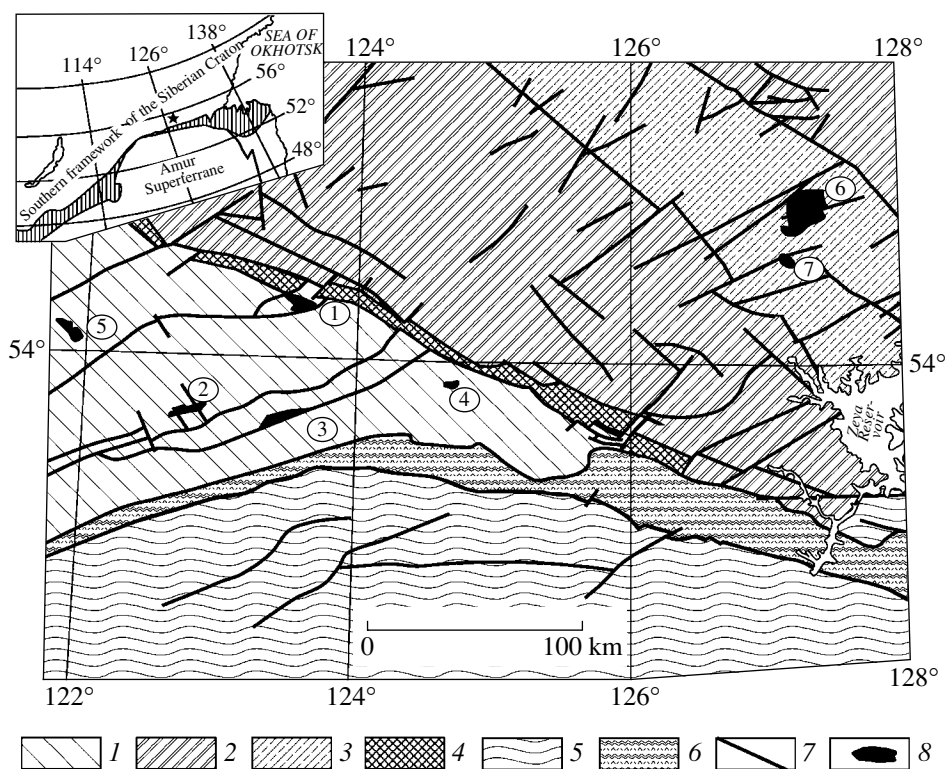 138°
SEA OF
OKHOTSK
126°
114°
56°
52°
48°
Southern framework of the Siberian Craton
Amur
Superterrane
124°
126°
128°
6
7
1
5
54°
54°
2
4
3
Zeya
Reser-
voir
0 100 km
122°
124°
126°
128°
1 2 3 4 5 6 7 8